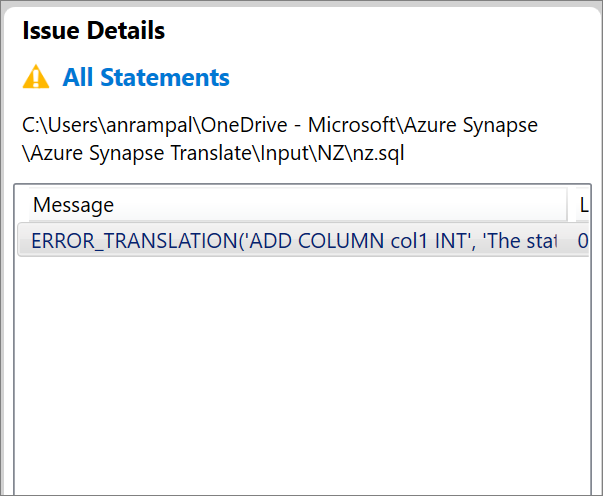 Issue Details
All Statements
C:\Users\anrampal\OneDrive - Microsoft\Azure Synapse
\Azure Synapse Translate\Input\NZ\nz.sql
Message L
ERROR_TRANSLATION('ADD COLUMN col1 INT', 'The stat 0